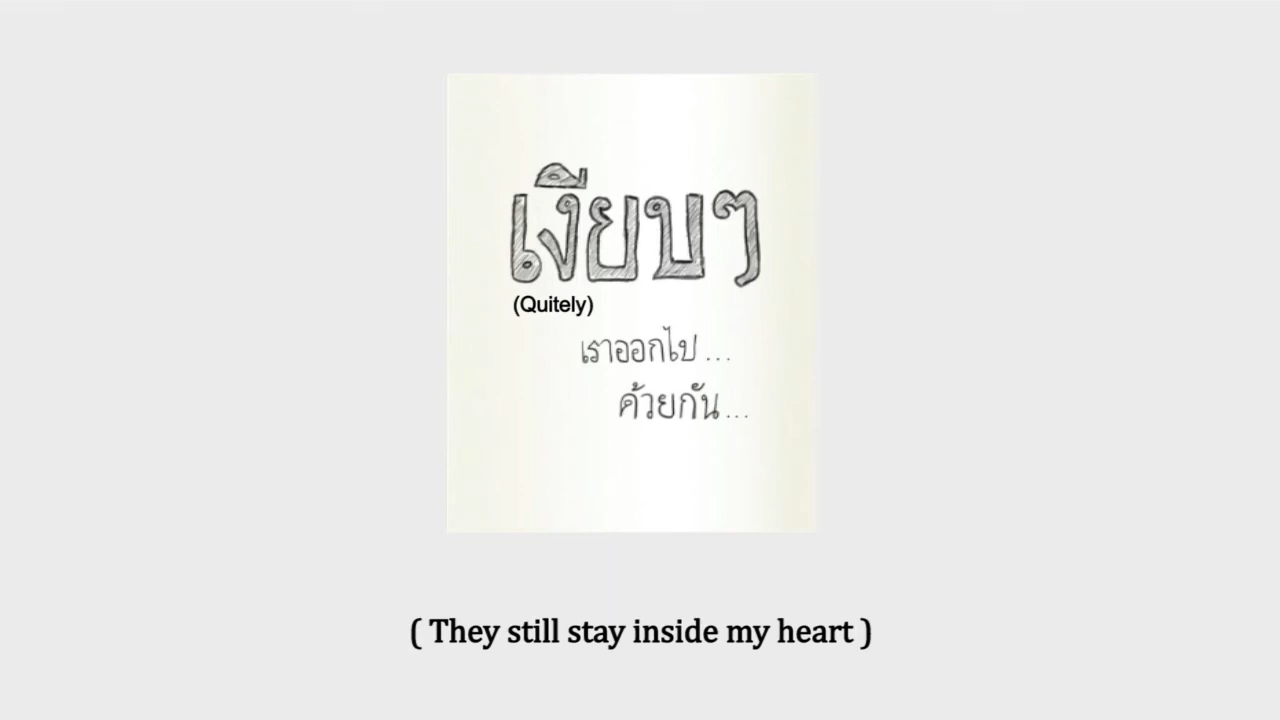 เงียบๆ
(Quitely)
เราออกไป ...
ด้วยกัน ...
( They still stay inside my heart )